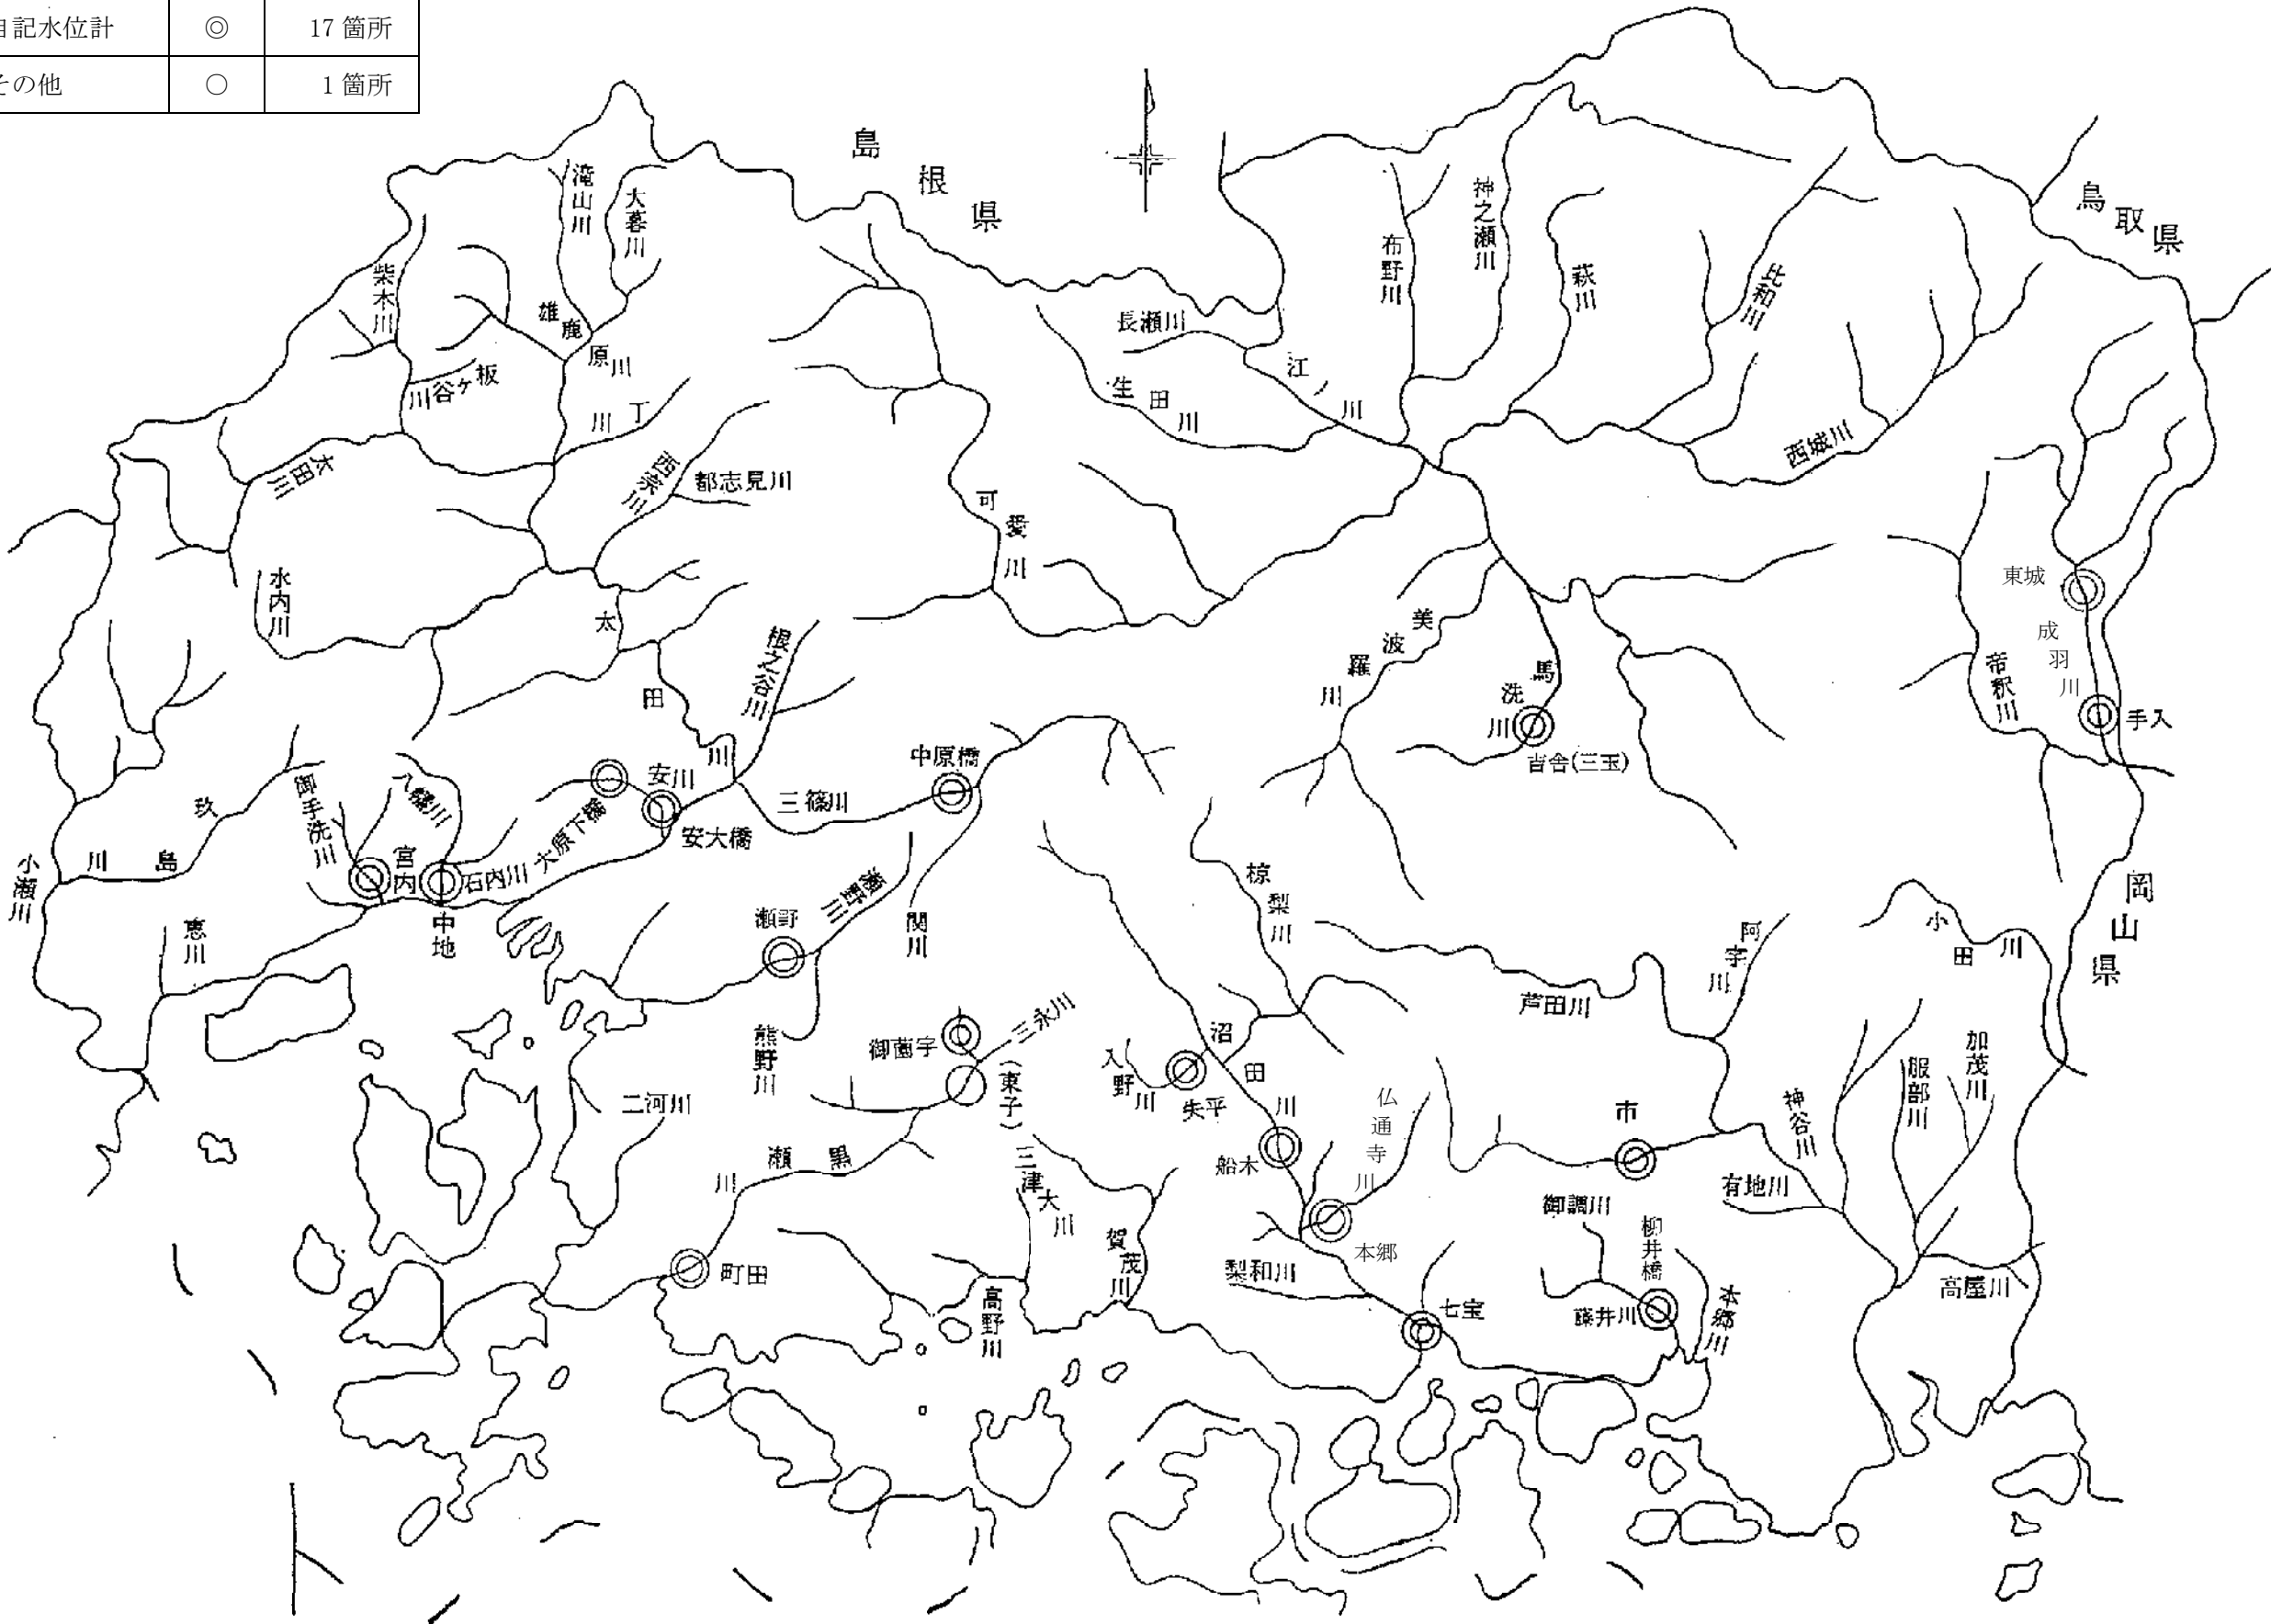 自記水位計 ◎ 17 箇所
その他 ○ 1 箇所
島根県
鳥取県
岡山県
滝山川
大暮川
柴木川
雄鹿原川
板ヶ谷川
丁川
太田川
西宗川
都志見川
水内川
可愛川
長瀬川
生田川
江ノ川
布野川
神之瀬川
萩川
比和川
西城川
東城
成羽川
帝釈川
手入
美波羅川
馬洗川
吉舎(三玉)
太田川
根之谷川
中原橋
三篠川
安川
安大橋
大原下橋
八幡川
御手洗川
宮内
石内川
中地
玖島川
小瀬川
恵川
瀬野
瀬野川
関川
熊野川
御薗宇
三永川
(東子)
二河川
黒瀬川
町田
三津大川
高野川
賀茂川
椋梨川
沼田川
入野川
矢平
船木
仏通寺川
本郷
梨和川
七宝
芦田川
阿字川
市
御調川
柳井橋
藤井川
本郷川
小田川
加茂川
服部川
神谷川
有地川
高屋川